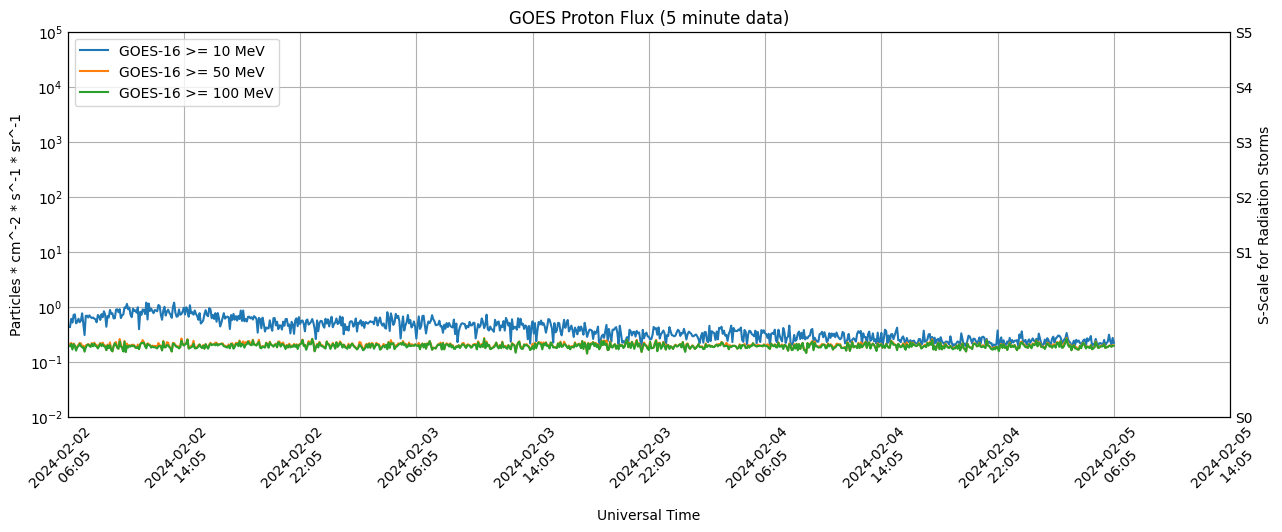 GOES Proton Flux (5 minute data)
GOES-16 >= 10 MeV
GOES-16 >= 50 MeV
GOES-16 >= 100 MeV
Particles * cm^-2 * s^-1 * sr^-1
10^5
10^4
10^3
10^2
10^1
10^0
10^-1
10^-2
S5
S4
S3
S2
S1
S0
S-Scale for Radiation Storms
2024-02-02
06:05
2024-02-02
14:05
2024-02-02
22:05
2024-02-03
06:05
2024-02-03
14:05
2024-02-03
22:05
2024-02-04
06:05
2024-02-04
14:05
2024-02-04
22:05
2024-02-05
06:05
2024-02-05
14:05
Universal Time